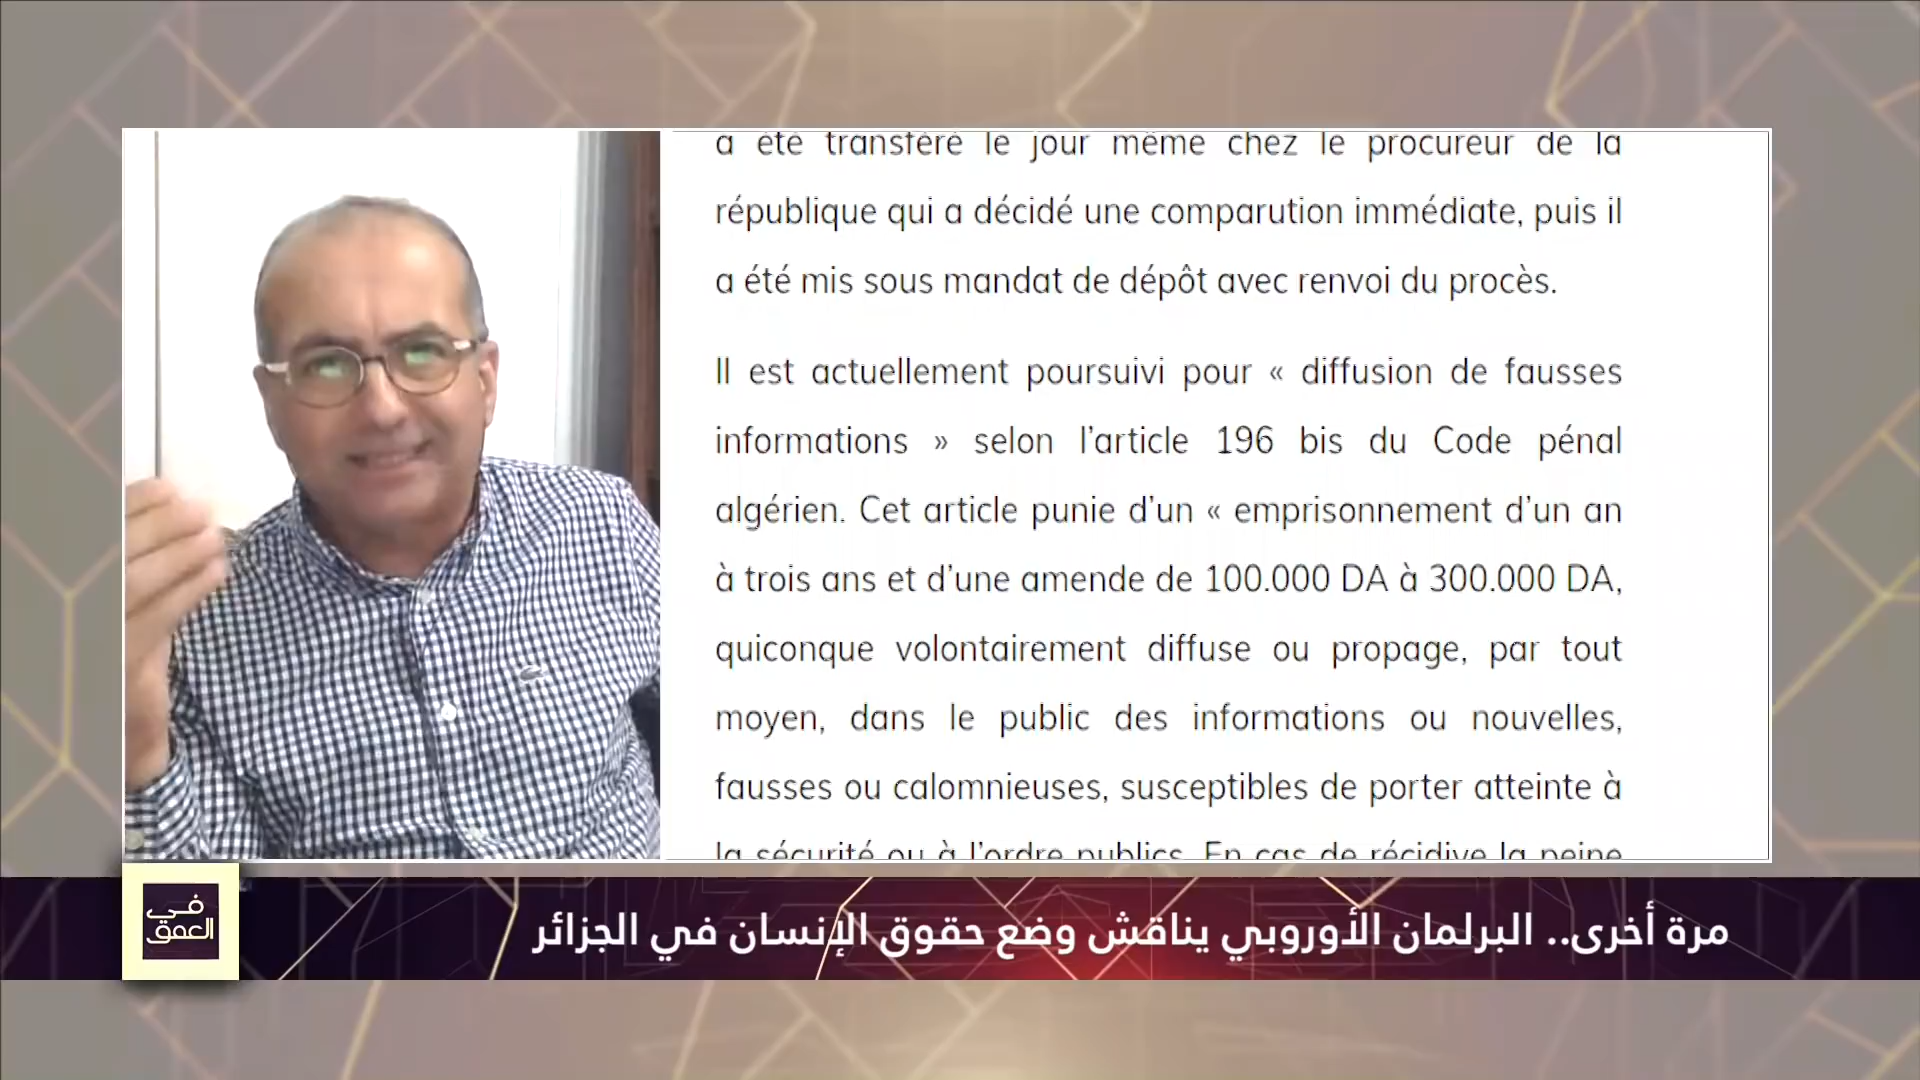 a été transféré le jour même chez le procureur de la
république qui a décidé une comparution immédiate, puis il
a été mis sous mandat de dépôt avec renvoi du procès.
Il est actuellement poursuivi pour « diffusion de fausses
informations » selon l’article 196 bis du Code pénal
algérien. Cet article punie d’un « emprisonnement d’un an
à trois ans et d’une amende de 100.000 DA à 300.000 DA,
quiconque volontairement diffuse ou propage, par tout
moyen, dans le public des informations ou nouvelles,
fausses ou calomnieuses, susceptibles de porter atteinte à
la sécurité ou à l’ordre publics. En cas de récidive la peine
في
العمق
مرة أخرى.. البرلمان الأوروبي يناقش وضع حقوق الإنسان في الجزائر